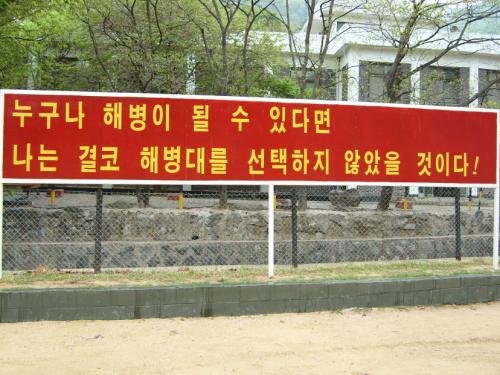 누구나 해병이 될 수 있다면
나는 결코 해병대를 선택하지 않았을 것이다!